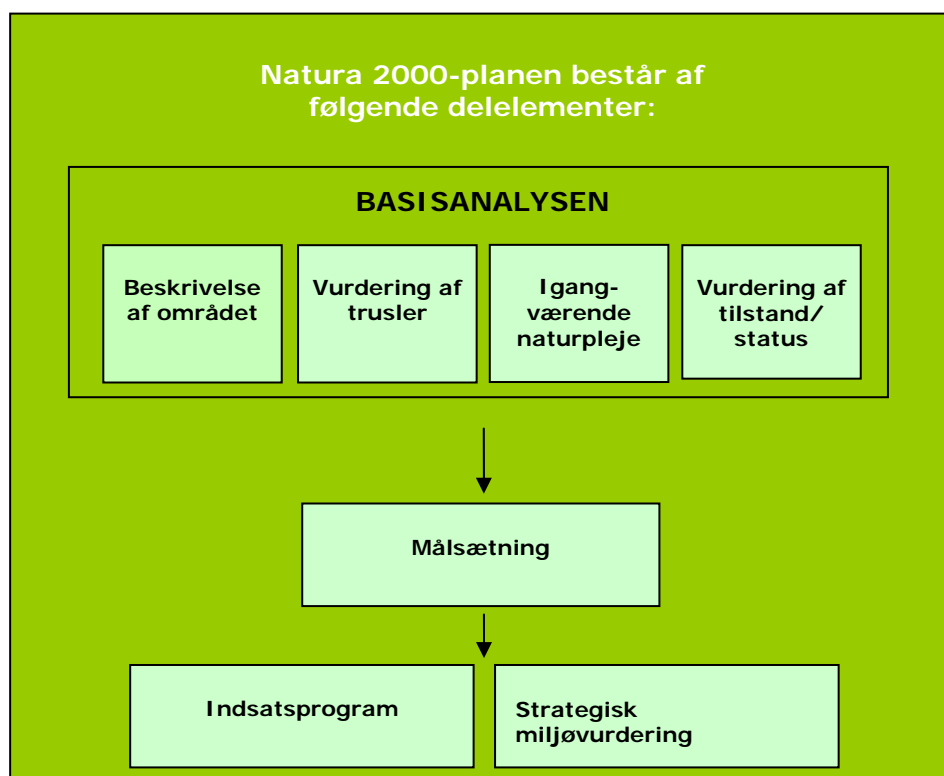 Natura 2000-planen består af
følgende delelementer:
BASISANALYSEN
Beskrivelse
af området
Vurdering af
trusler
Igang-
værende
naturpleje
Vurdering af
tilstand/
status
Målsætning
Indsatsprogram
Strategisk
miljøvurdering